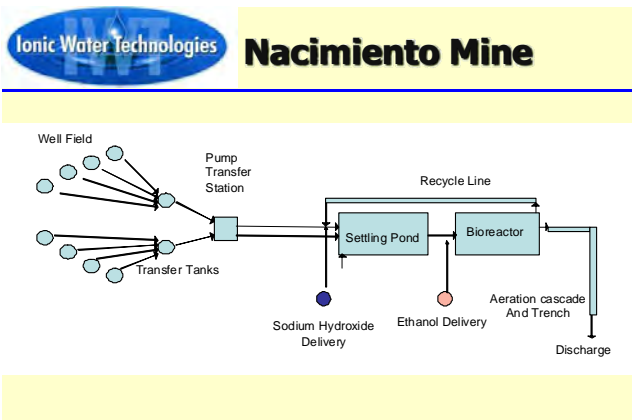 Ionic Water Technologies
IWT
Nacimiento Mine
Well Field
Pump
Transfer
Station
Recycle Line
Settling Pond
Bioreactor
Transfer Tanks
Sodium Hydroxide
Delivery
Ethanol Delivery
Aeration cascade
And Trench
Discharge